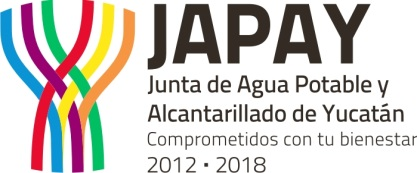 JAPAY
Junta de Agua Potable y
Alcantarillado de Yucatán
Comprometidos con tu bienestar
2012 • 2018